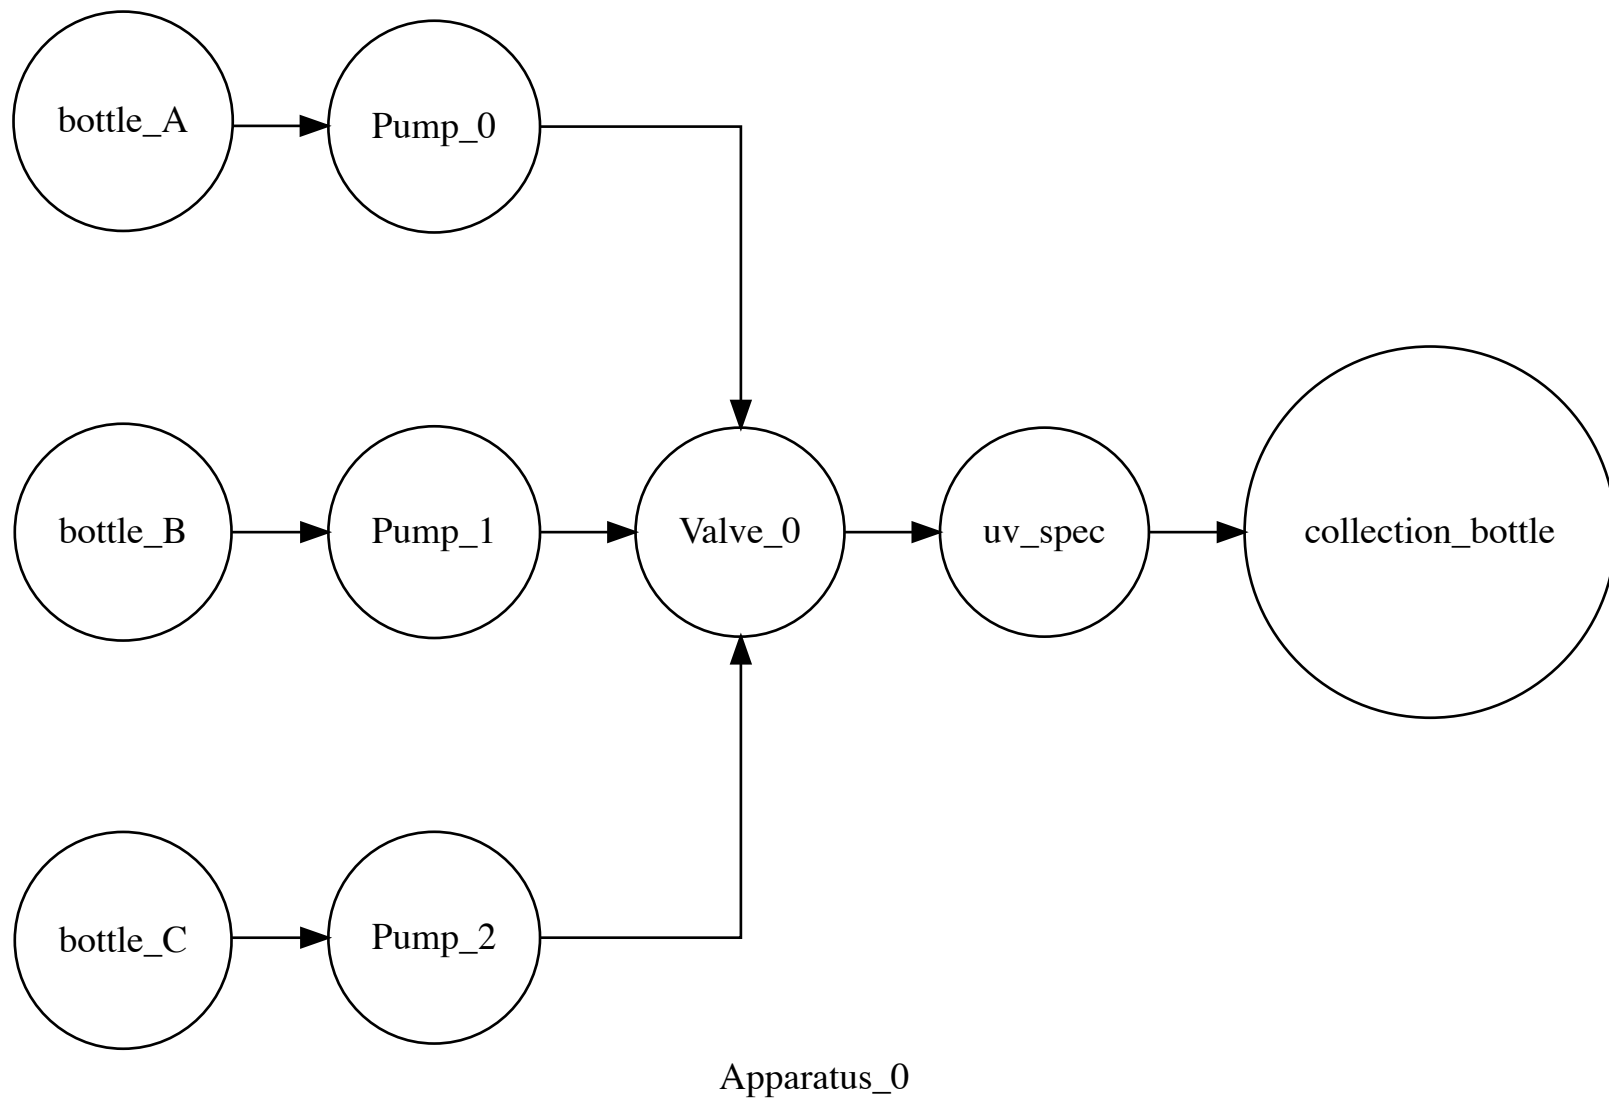 bottle_A
Pump_0
bottle_B
Pump_1
Valve_0
uv_spec
collection_bottle
bottle_C
Pump_2
Apparatus_0